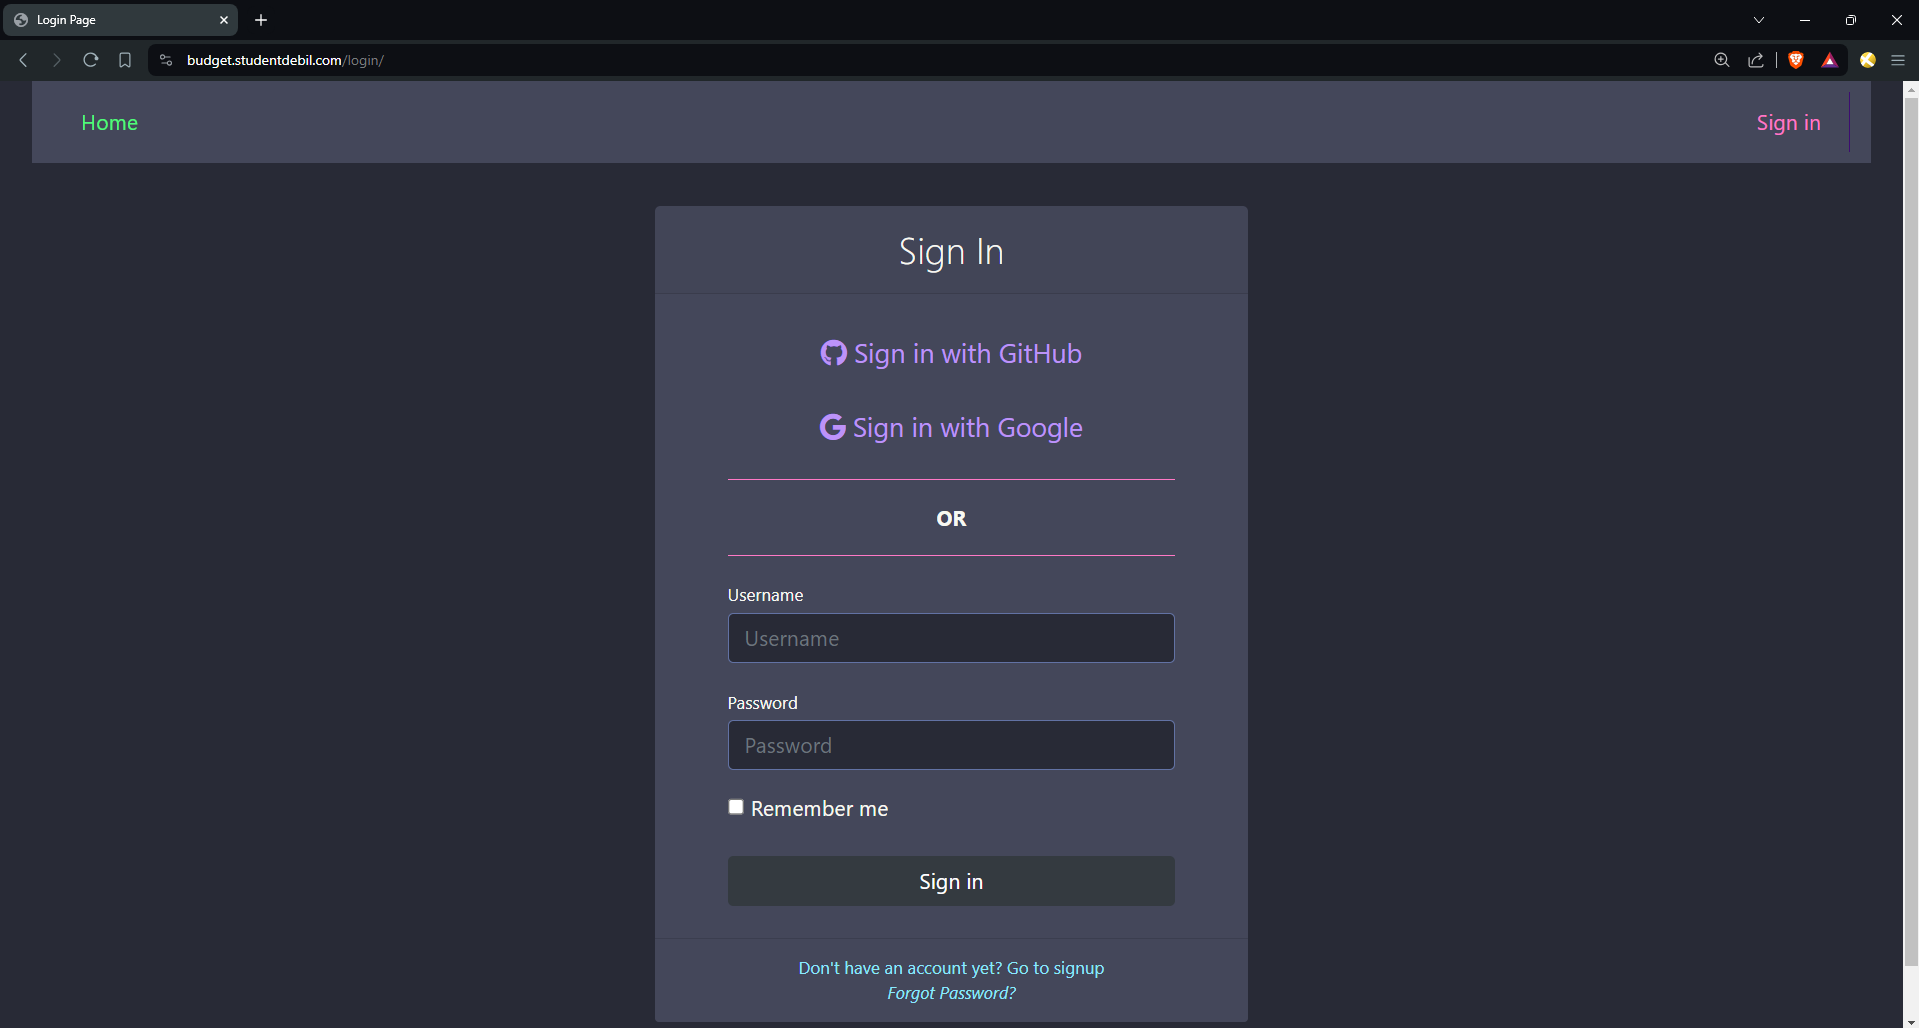 Login Page
budget.studentdebil.com/login/
Home
Sign in
Sign In
Sign in with GitHub
Sign in with Google
OR
Username
Username
Password
Password
Remember me
Sign in
Don't have an account yet? Go to signup
Forgot Password?